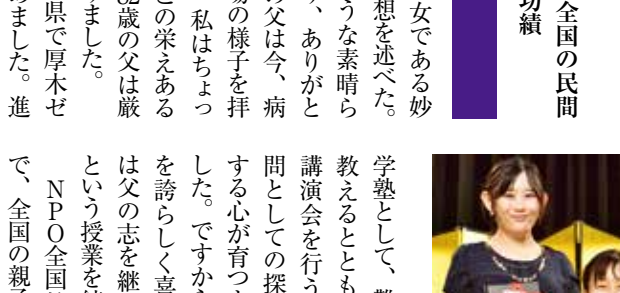 全国の民間
功績
女である妙
想を述べた。
うな素晴ら
、ありがと
の父は今、病
場の様子を拝
私はちょっ
この栄えある
歳の父は厳
ました。
県で厚木ゼ
めました。進
学塾として、
教えるととも
講演会を行う
問としての探
する心が育つ
した。ですか
を誇らしく喜
は父の志を継
という授業を
NPO全国
で、全国の親